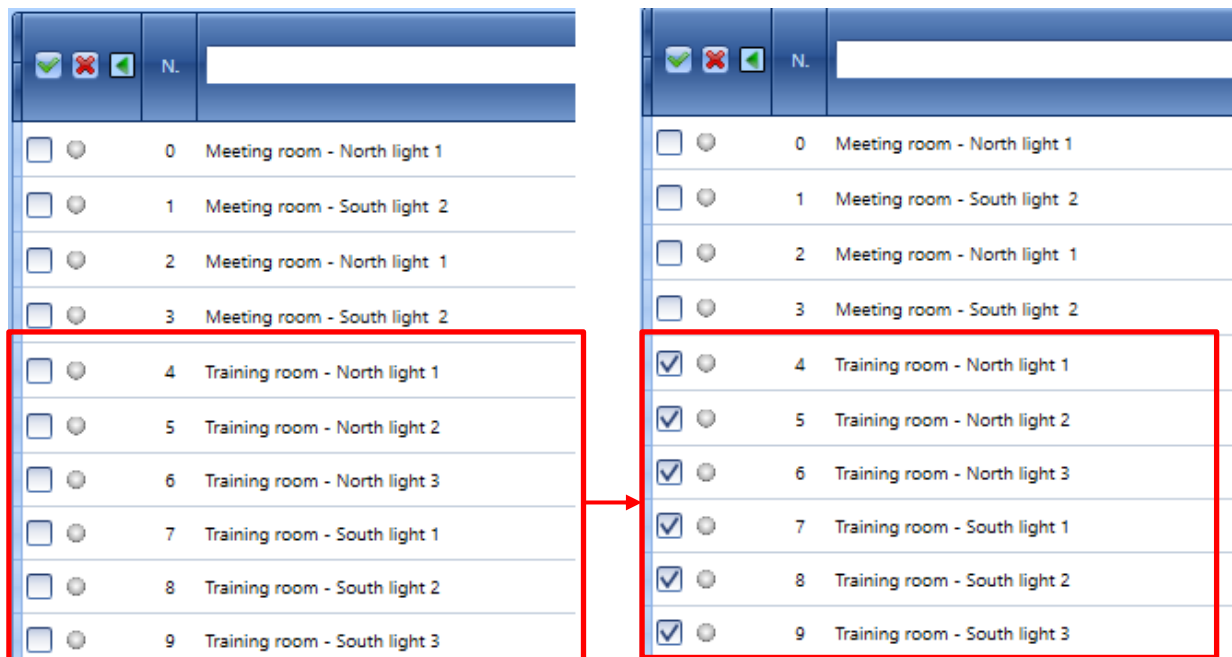 N.
0 Meeting room - North light 1
1 Meeting room - South light 2
2 Meeting room - North light 1
3 Meeting room - South light 2
4 Training room - North light 1
5 Training room - North light 2
6 Training room - North light 3
7 Training room - South light 1
8 Training room - South light 2
9 Training room - South light 3
N.
0 Meeting room - North light 1
1 Meeting room - South light 2
2 Meeting room - North light 1
3 Meeting room - South light 2
4 Training room - North light 1
5 Training room - North light 2
6 Training room - North light 3
7 Training room - South light 1
8 Training room - South light 2
9 Training room - South light 3